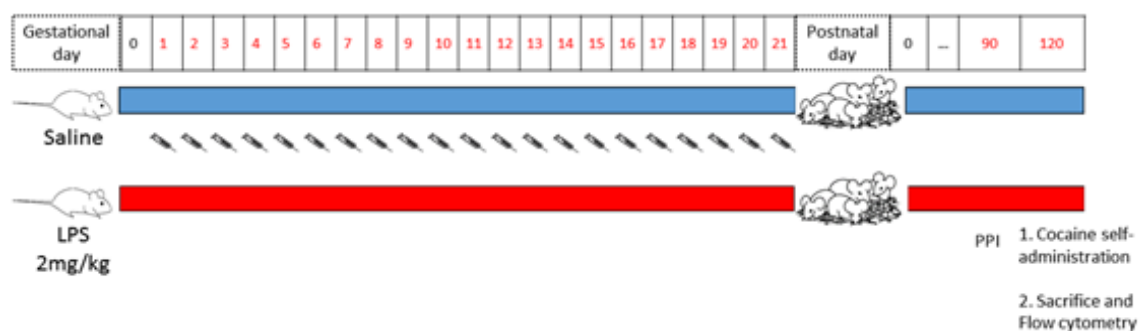 Gestational day 0 1 2 3 4 5 6 7 8 9 10 11 12 13 14 15 16 17 18 19 20 21 Postnatal day 0 ... 90 120
Saline
LPS
2mg/kg
PPI
1. Cocaine self-
administration
2. Sacrifice and
Flow cytometry